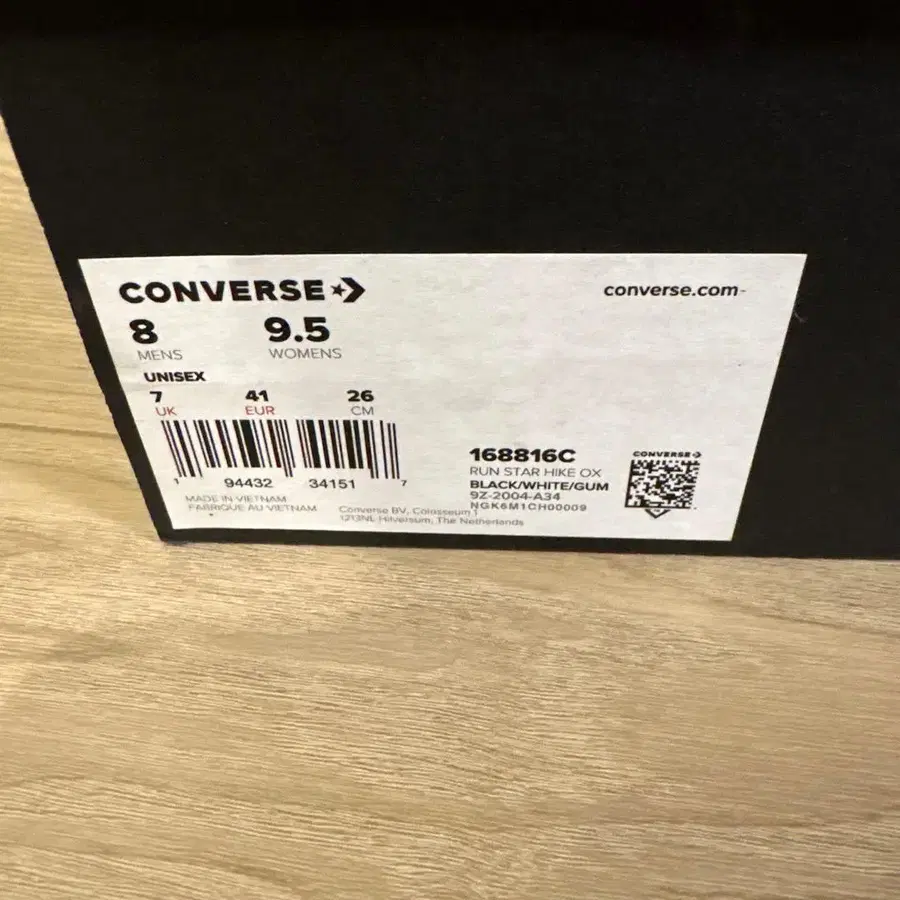 CONVERSE
converse.com
8 9.5
MENS WOMENS
UNISEX
7 41 26
UK EUR CM
1 94432 34151 7
MADE IN VIETNAM
FABRIQUE AU VIETNAM
Converse BV, Colosseum 1
1213NL Hilversum, The Netherlands
168816C
RUN STAR HIKE OX
BLACK/WHITE/GUM
9Z-2004-A34
NGK6M1CH00009
CONVERSE